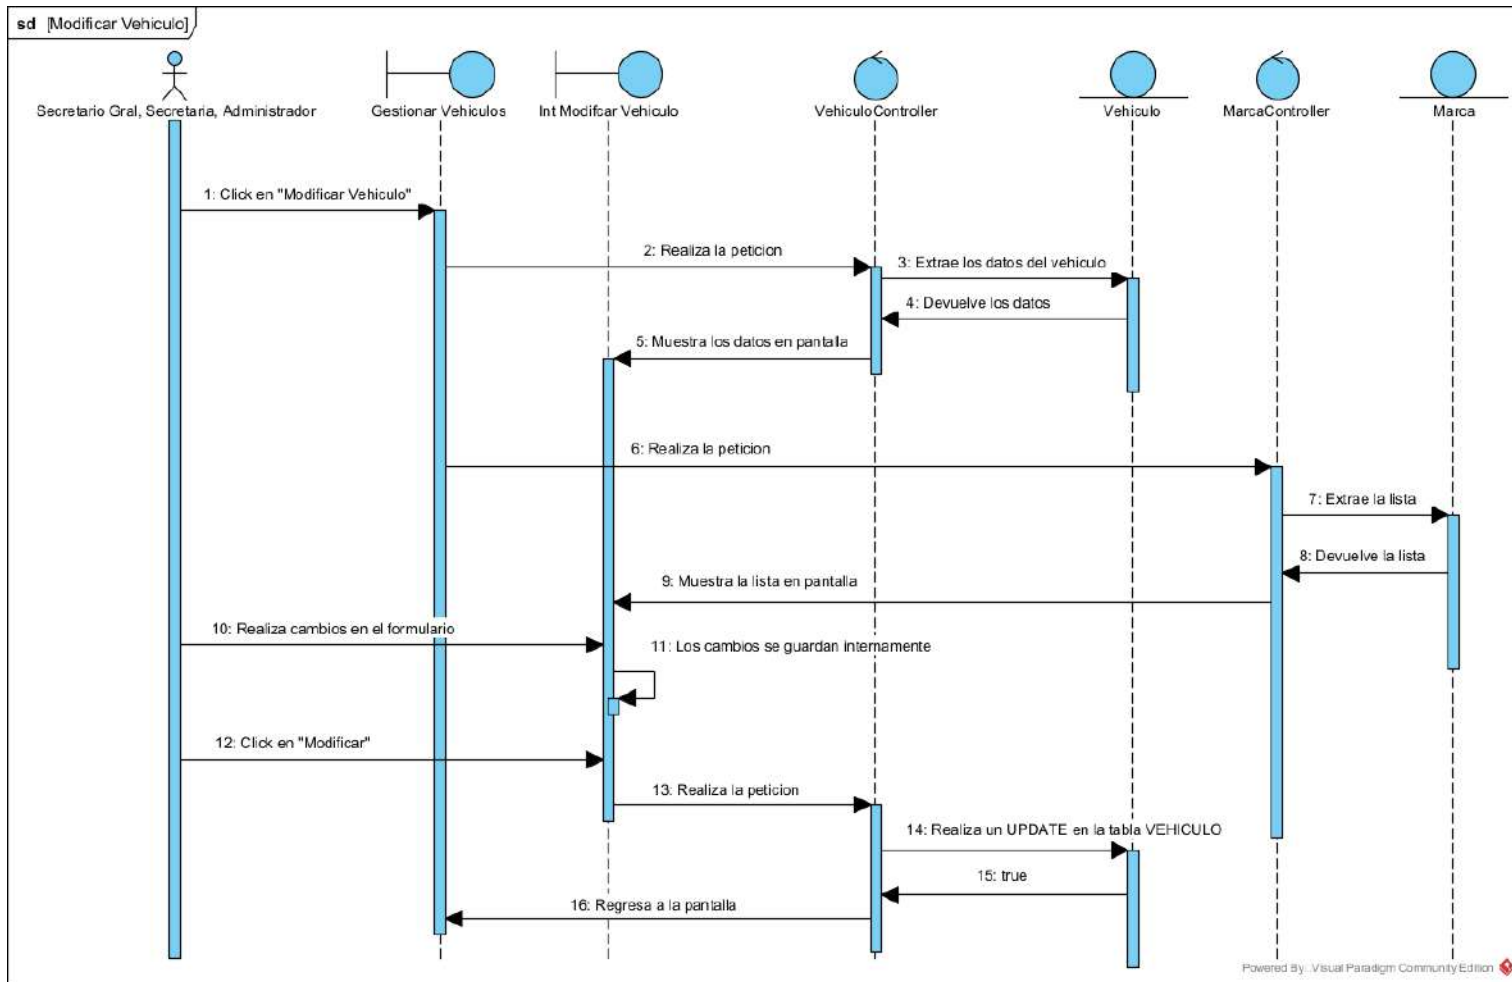 sd [Modificar Vehiculo]
Secretario Gral, Secretaria, Administrador
Gestionar Vehiculos
Int Modifcar Vehiculo
VehiculoController
Vehiculo
MarcaController
Marca
1: Click en "Modificar Vehiculo"
2: Realiza la peticion
3: Extrae los datos del vehiculo
4: Devuelve los datos
5: Muestra los datos en pantalla
6: Realiza la peticion
7: Extrae la lista
8: Devuelve la lista
9: Muestra la lista en pantalla
10: Realiza cambios en el formulario
11: Los cambios se guardan internamente
12: Click en "Modificar"
13: Realiza la peticion
14: Realiza un UPDATE en la tabla VEHICULO
15: true
16: Regresa a la pantalla
Powered By: Visual Paradigm Community Edition